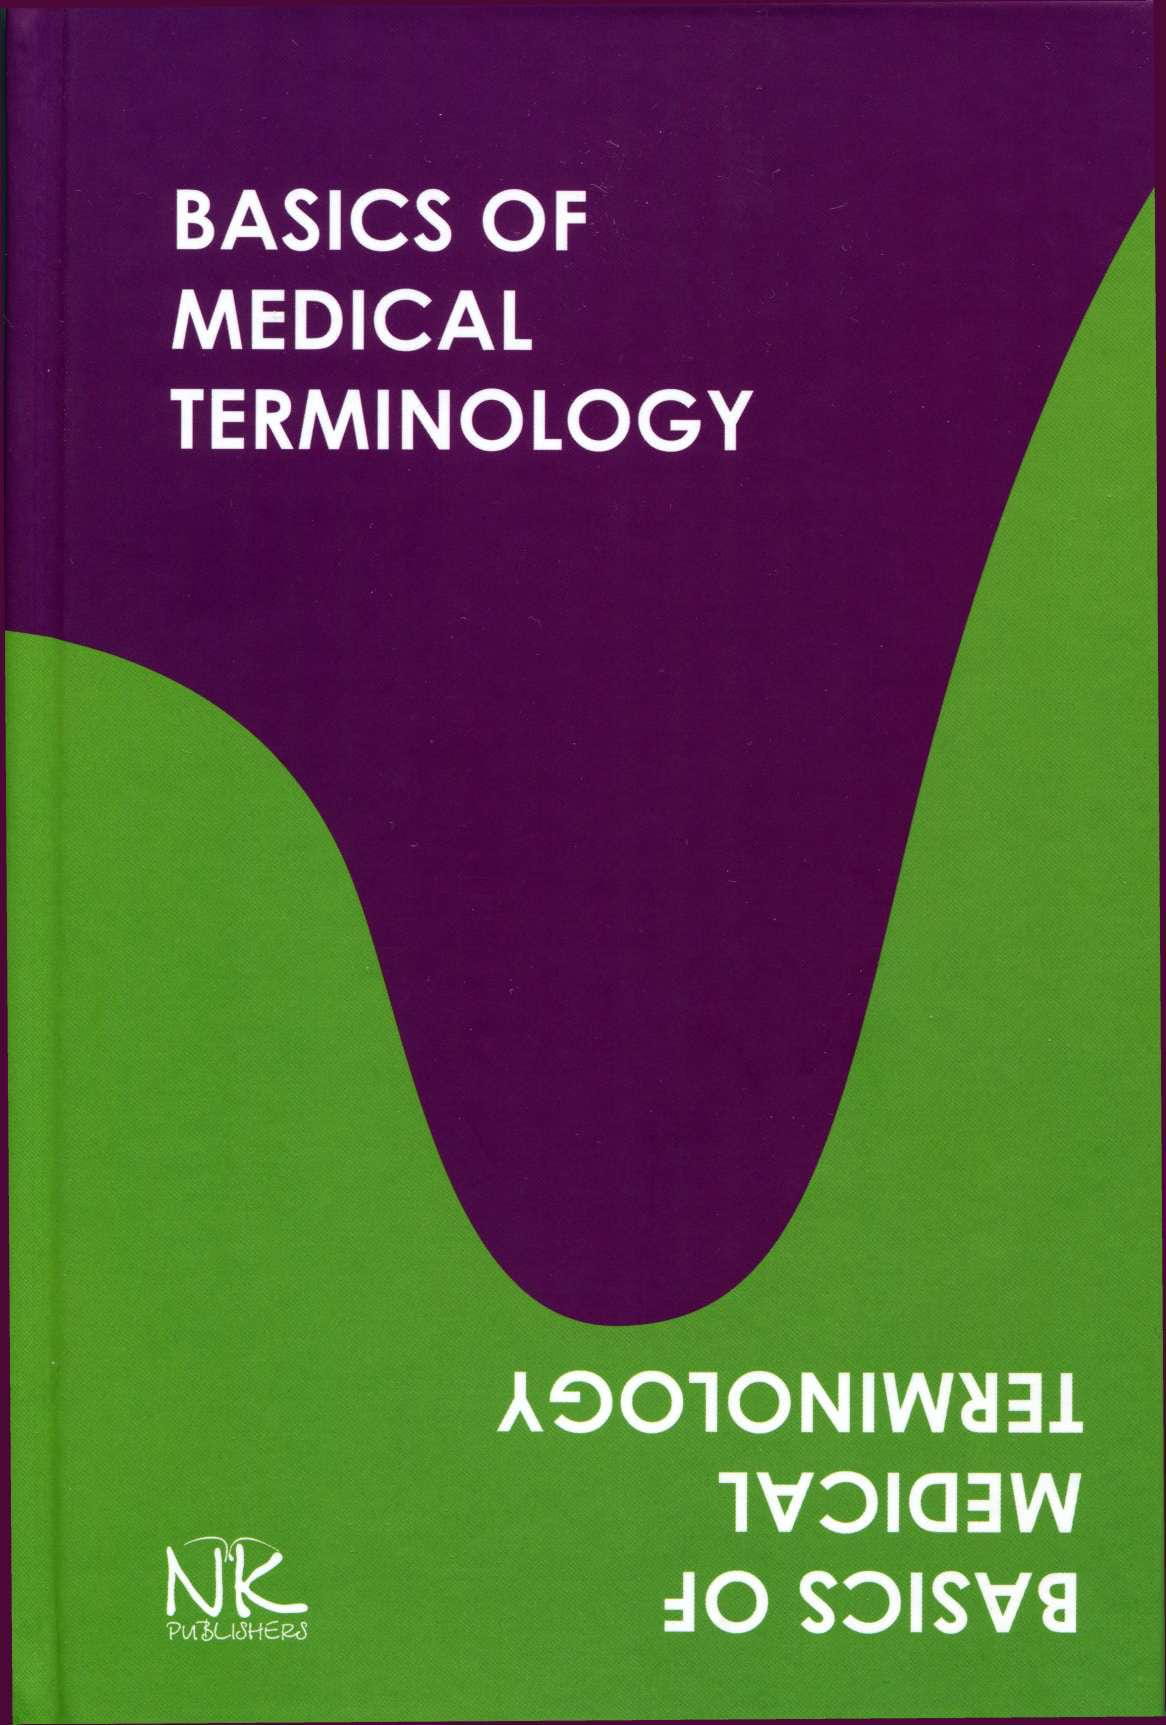 BASICS OF
MEDICAL
TERMINOLOGY
BASICS OF
MEDICAL
TERMINOLOGY
NK
PUBLISHERS